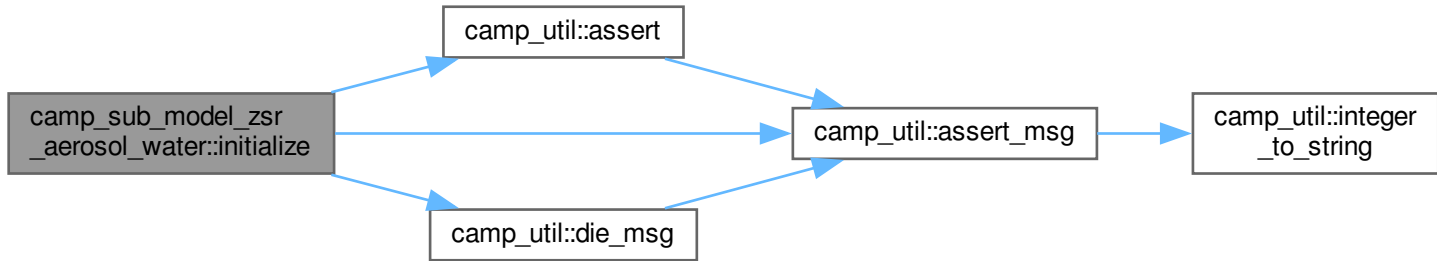 camp_sub_model_zsr
_aerosol_water::initialize
camp_util::assert
camp_util::die_msg
camp_util::assert_msg
camp_util::integer
_to_string